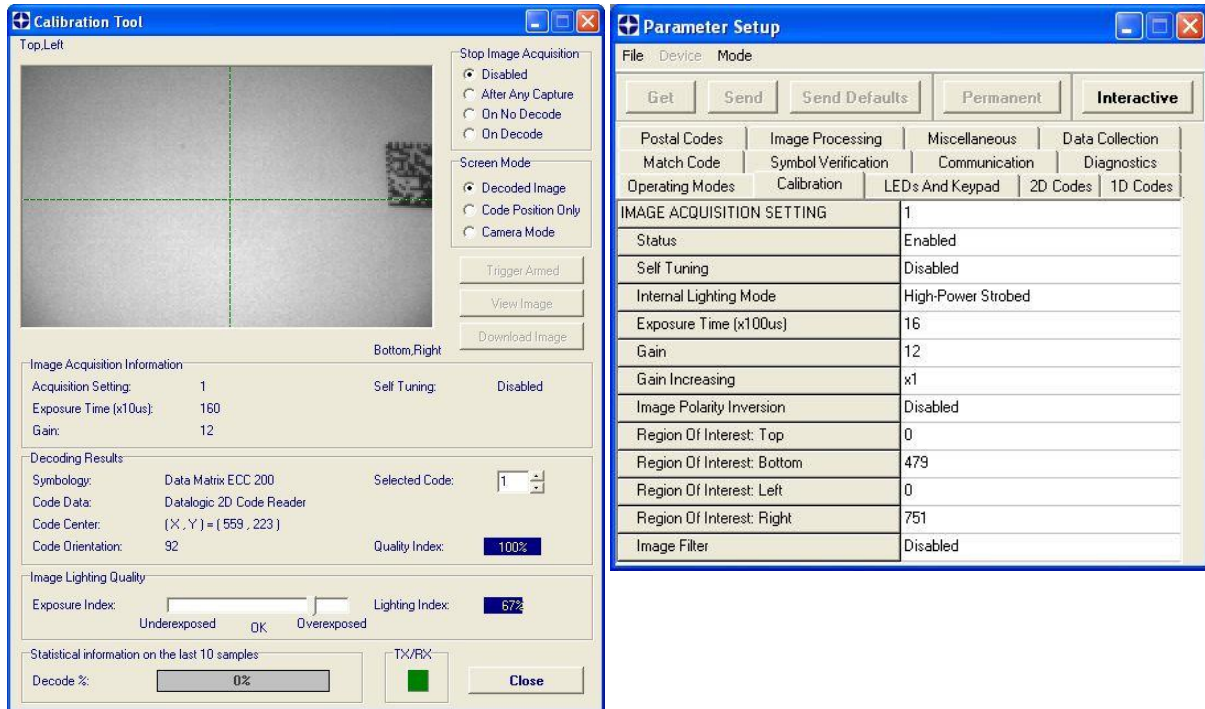 Calibration Tool
Top,Left
Stop Image Acquisition
Disabled
After Any Capture
On No Decode
On Decode
Screen Mode
Decoded Image
Code Position Only
Camera Mode
Trigger Armed
View Image
Download Image
Bottom,Right
Image Acquisition Information
Acquisition Setting: 1 Self Tuning: Disabled
Exposure Time (x10us): 160
Gain: 12
Decoding Results
Symbology: Data Matrix ECC 200 Selected Code: 1
Code Data: Datalogic 2D Code Reader
Code Center: ( X , Y ) = ( 559 , 223 )
Code Orientation: 92 Quality Index: 100%
Image Lighting Quality
Exposure Index: Lighting Index: 67%
Underexposed OK Overexposed
Statistical information on the last 10 samples TX/RX
Decode %: 0% Close
Parameter Setup
File Device Mode
Get Send Send Defaults Permanent Interactive
Postal Codes Image Processing Miscellaneous Data Collection
Match Code Symbol Verification Communication Diagnostics
Operating Modes Calibration LEDs And Keypad 2D Codes 1D Codes
IMAGE ACQUISITION SETTING 1
Status Enabled
Self Tuning Disabled
Internal Lighting Mode High-Power Strobed
Exposure Time (x100us) 16
Gain 12
Gain Increasing x1
Image Polarity Inversion Disabled
Region Of Interest: Top 0
Region Of Interest: Bottom 479
Region Of Interest: Left 0
Region Of Interest: Right 751
Image Filter Disabled